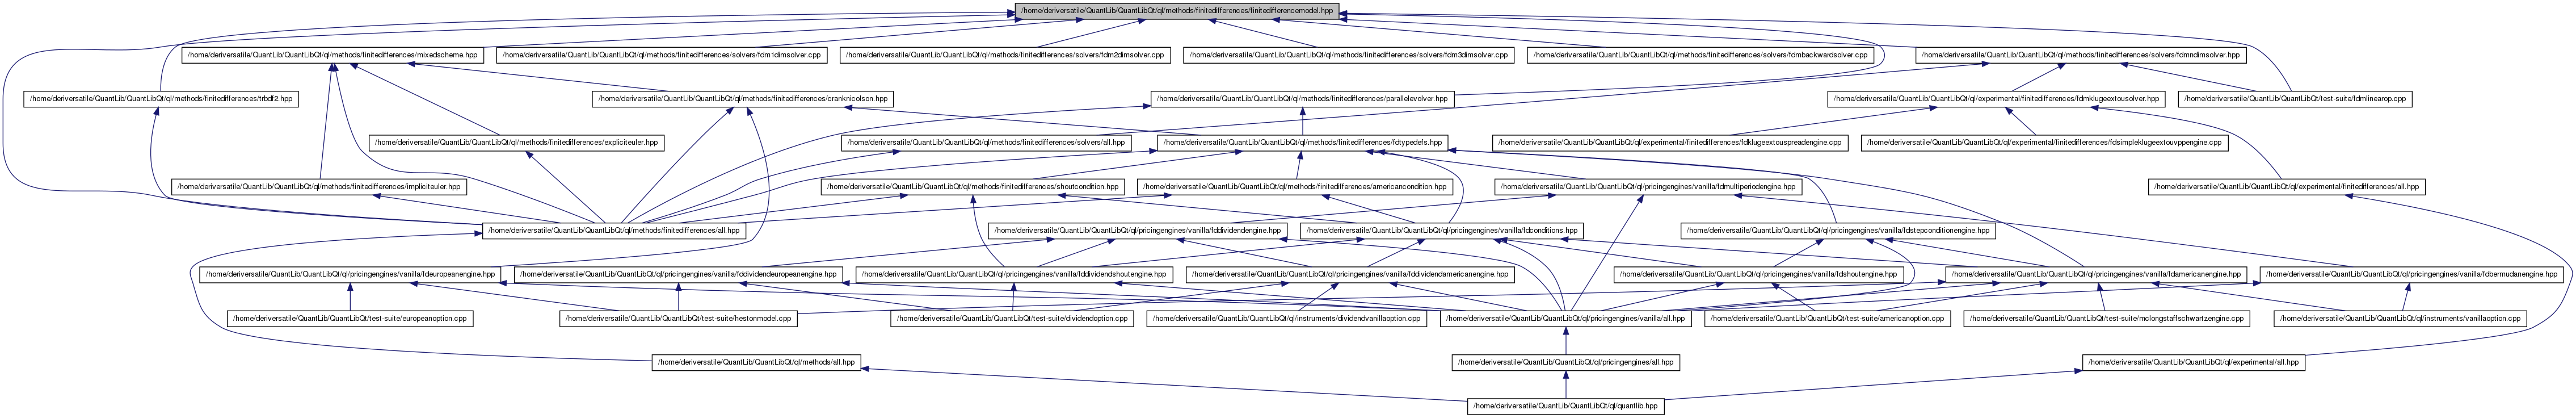 /home/deriversatile/QuantLib/QuantLibQt/ql/methods/finitedifferences/finitedifferencemodel.hpp
/home/deriversatile/QuantLib/QuantLibQt/ql/methods/finitedifferences/mixedscheme.hpp
/home/deriversatile/QuantLib/QuantLibQt/ql/methods/finitedifferences/solvers/fdm1dimsolver.cpp
/home/deriversatile/QuantLib/QuantLibQt/ql/methods/finitedifferences/solvers/fdm2dimsolver.cpp
/home/deriversatile/QuantLib/QuantLibQt/ql/methods/finitedifferences/solvers/fdm3dimsolver.cpp
/home/deriversatile/QuantLib/QuantLibQt/ql/methods/finitedifferences/solvers/fdmbackwardsolver.cpp
/home/deriversatile/QuantLib/QuantLibQt/ql/methods/finitedifferences/solvers/fdmndimsolver.hpp
/home/deriversatile/QuantLib/QuantLibQt/ql/methods/finitedifferences/trbdf2.hpp
/home/deriversatile/QuantLib/QuantLibQt/ql/methods/finitedifferences/cranknicolson.hpp
/home/deriversatile/QuantLib/QuantLibQt/ql/methods/finitedifferences/parallelevolver.hpp
/home/deriversatile/QuantLib/QuantLibQt/ql/experimental/finitedifferences/fdmklugeextousolver.hpp
/home/deriversatile/QuantLib/QuantLibQt/test-suite/fdmlinearop.cpp
/home/deriversatile/QuantLib/QuantLibQt/ql/methods/finitedifferences/expliciteuler.hpp
/home/deriversatile/QuantLib/QuantLibQt/ql/methods/finitedifferences/solvers/all.hpp
/home/deriversatile/QuantLib/QuantLibQt/ql/methods/finitedifferences/fdtypedefs.hpp
/home/deriversatile/QuantLib/QuantLibQt/ql/experimental/finitedifferences/fdklugeextouspreadengine.cpp
/home/deriversatile/QuantLib/QuantLibQt/ql/experimental/finitedifferences/fdsimpleklugeextouvppengine.cpp
/home/deriversatile/QuantLib/QuantLibQt/ql/methods/finitedifferences/impliciteuler.hpp
/home/deriversatile/QuantLib/QuantLibQt/ql/methods/finitedifferences/shoutcondition.hpp
/home/deriversatile/QuantLib/QuantLibQt/ql/methods/finitedifferences/americancondition.hpp
/home/deriversatile/QuantLib/QuantLibQt/ql/pricingengines/vanilla/fdmultiperiodengine.hpp
/home/deriversatile/QuantLib/QuantLibQt/ql/experimental/finitedifferences/all.hpp
/home/deriversatile/QuantLib/QuantLibQt/ql/methods/finitedifferences/all.hpp
/home/deriversatile/QuantLib/QuantLibQt/ql/pricingengines/vanilla/fddividendengine.hpp
/home/deriversatile/QuantLib/QuantLibQt/ql/pricingengines/vanilla/fdconditions.hpp
/home/deriversatile/QuantLib/QuantLibQt/ql/pricingengines/vanilla/fdstepconditionengine.hpp
/home/deriversatile/QuantLib/QuantLibQt/ql/pricingengines/vanilla/fdeuropeanengine.hpp
/home/deriversatile/QuantLib/QuantLibQt/ql/pricingengines/vanilla/fddividendeuropeanengine.hpp
/home/deriversatile/QuantLib/QuantLibQt/ql/pricingengines/vanilla/fddividendshoutengine.hpp
/home/deriversatile/QuantLib/QuantLibQt/ql/pricingengines/vanilla/fddividendamericanengine.hpp
/home/deriversatile/QuantLib/QuantLibQt/ql/pricingengines/vanilla/fdshoutengine.hpp
/home/deriversatile/QuantLib/QuantLibQt/ql/pricingengines/vanilla/fdamericanengine.hpp
/home/deriversatile/QuantLib/QuantLibQt/ql/pricingengines/vanilla/fdbermudanengine.hpp
/home/deriversatile/QuantLib/QuantLibQt/test-suite/europeanoption.cpp
/home/deriversatile/QuantLib/QuantLibQt/test-suite/hestonmodel.cpp
/home/deriversatile/QuantLib/QuantLibQt/test-suite/dividendoption.cpp
/home/deriversatile/QuantLib/QuantLibQt/ql/instruments/dividendvanillaoption.cpp
/home/deriversatile/QuantLib/QuantLibQt/ql/pricingengines/vanilla/all.hpp
/home/deriversatile/QuantLib/QuantLibQt/test-suite/americanoption.cpp
/home/deriversatile/QuantLib/QuantLibQt/test-suite/mclongstaffschwartzengine.cpp
/home/deriversatile/QuantLib/QuantLibQt/ql/instruments/vanillaoption.cpp
/home/deriversatile/QuantLib/QuantLibQt/ql/methods/all.hpp
/home/deriversatile/QuantLib/QuantLibQt/ql/pricingengines/all.hpp
/home/deriversatile/QuantLib/QuantLibQt/ql/experimental/all.hpp
/home/deriversatile/QuantLib/QuantLibQt/ql/quantlib.hpp